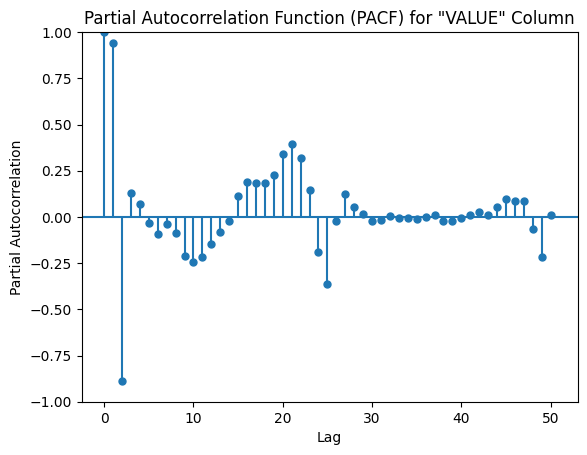 Partial Autocorrelation Function (PACF) for "VALUE" Column
Partial Autocorrelation
1.00
0.75
0.50
0.25
0.00
−0.25
−0.50
−0.75
−1.00
0 10 20 30 40 50
Lag